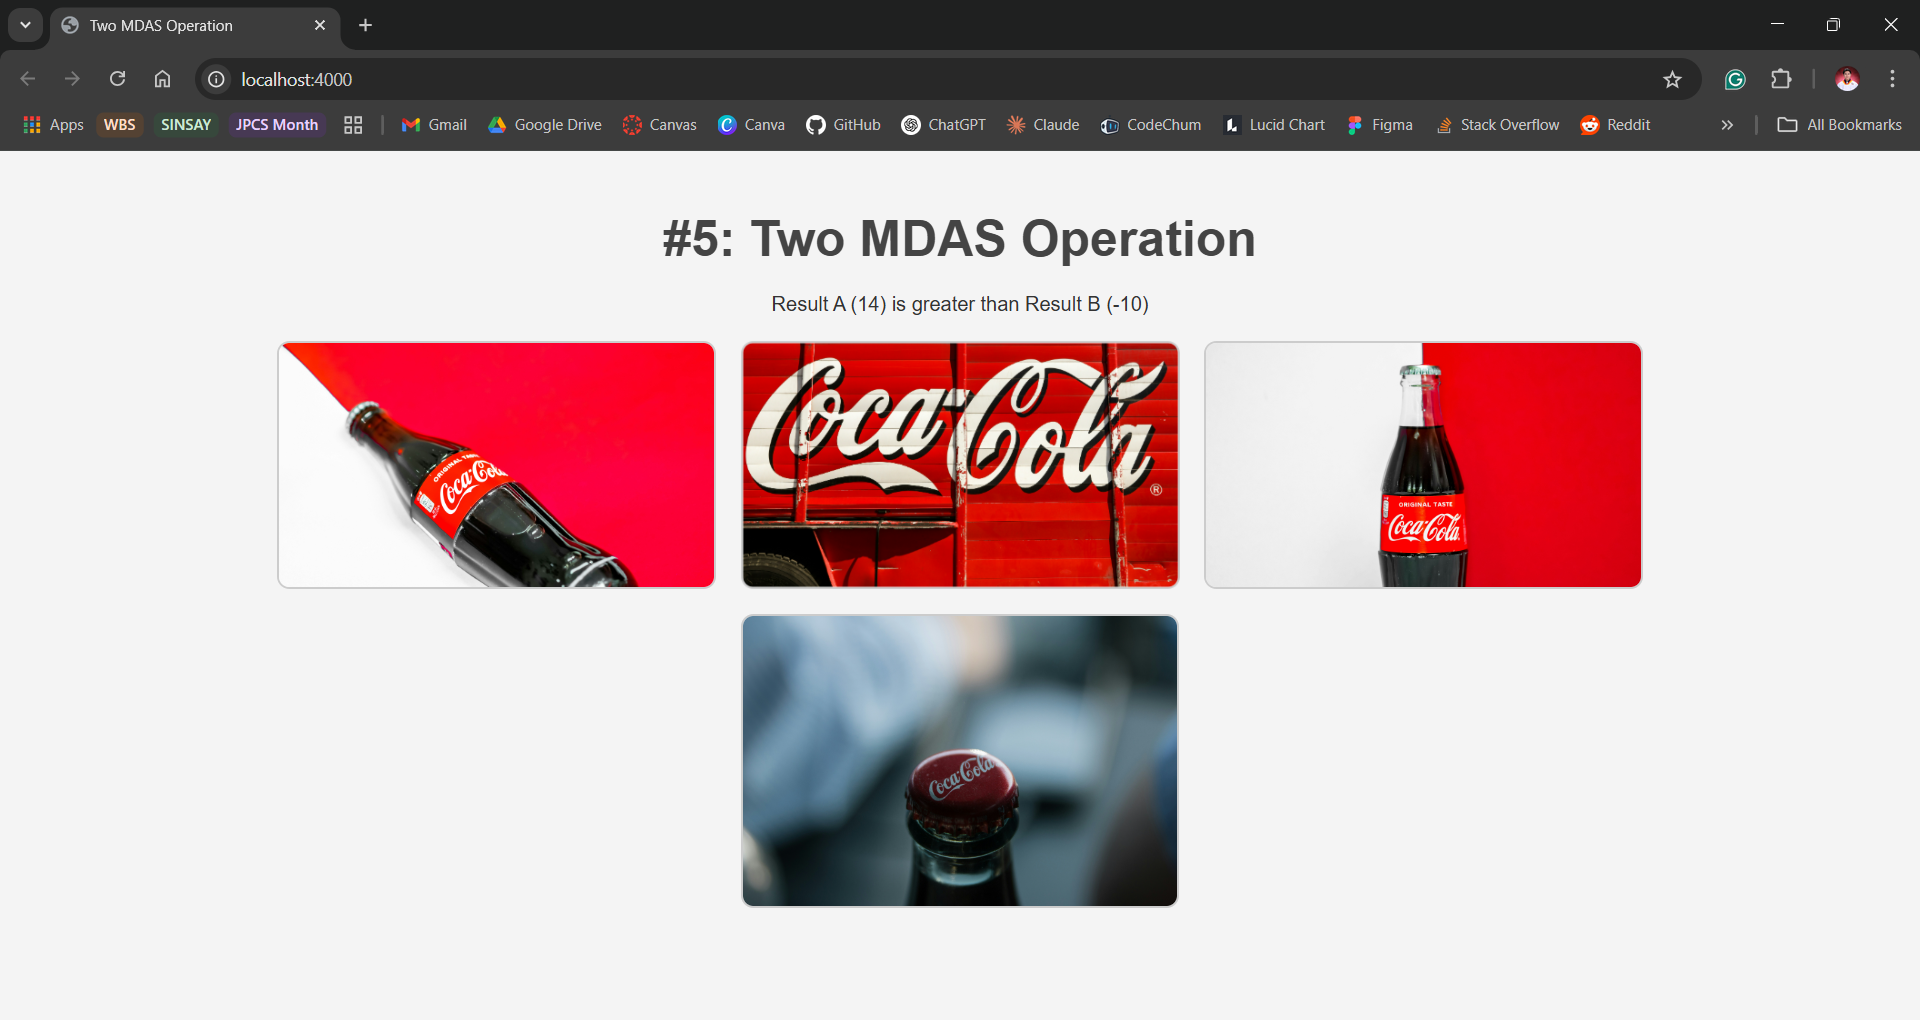 Two MDAS Operation
localhost:4000
Apps WBS SINSAY JPCS Month Gmail Google Drive Canvas Canva GitHub ChatGPT Claude CodeChum Lucid Chart Figma Stack Overflow Reddit All Bookmarks
#5: Two MDAS Operation
Result A (14) is greater than Result B (-10)
ORIGINAL TASTE
Coca-Cola
Coca-Cola
®
ORIGINAL TASTE
Coca-Cola
Coca-Cola